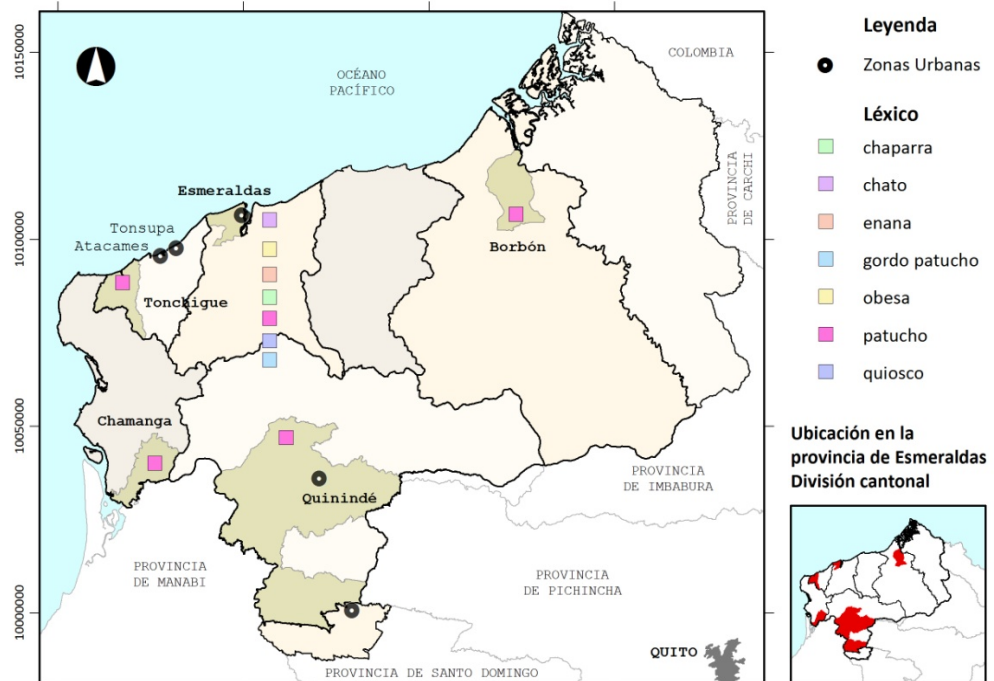 10150000
10100000
10050000
1000000
OCÉANO
PACÍFICO
COLOMBIA
PROVINCIA
DE CARCHI
Esmeraldas
Tonsupa
Atacames
Tonchigue
Borbón
Chamanga
Quinindé
PROVINCIA
DE IMBABURA
PROVINCIA
DE MANABI
PROVINCIA
DE PICHINCHA
QUITO
PROVINCIA DE SANTO DOMINGO
Leyenda
Zonas Urbanas
Léxico
chaparra
chato
enana
gordo patucho
obesa
patucho
quiosco
Ubicación en la
provincia de Esmeraldas
División cantonal